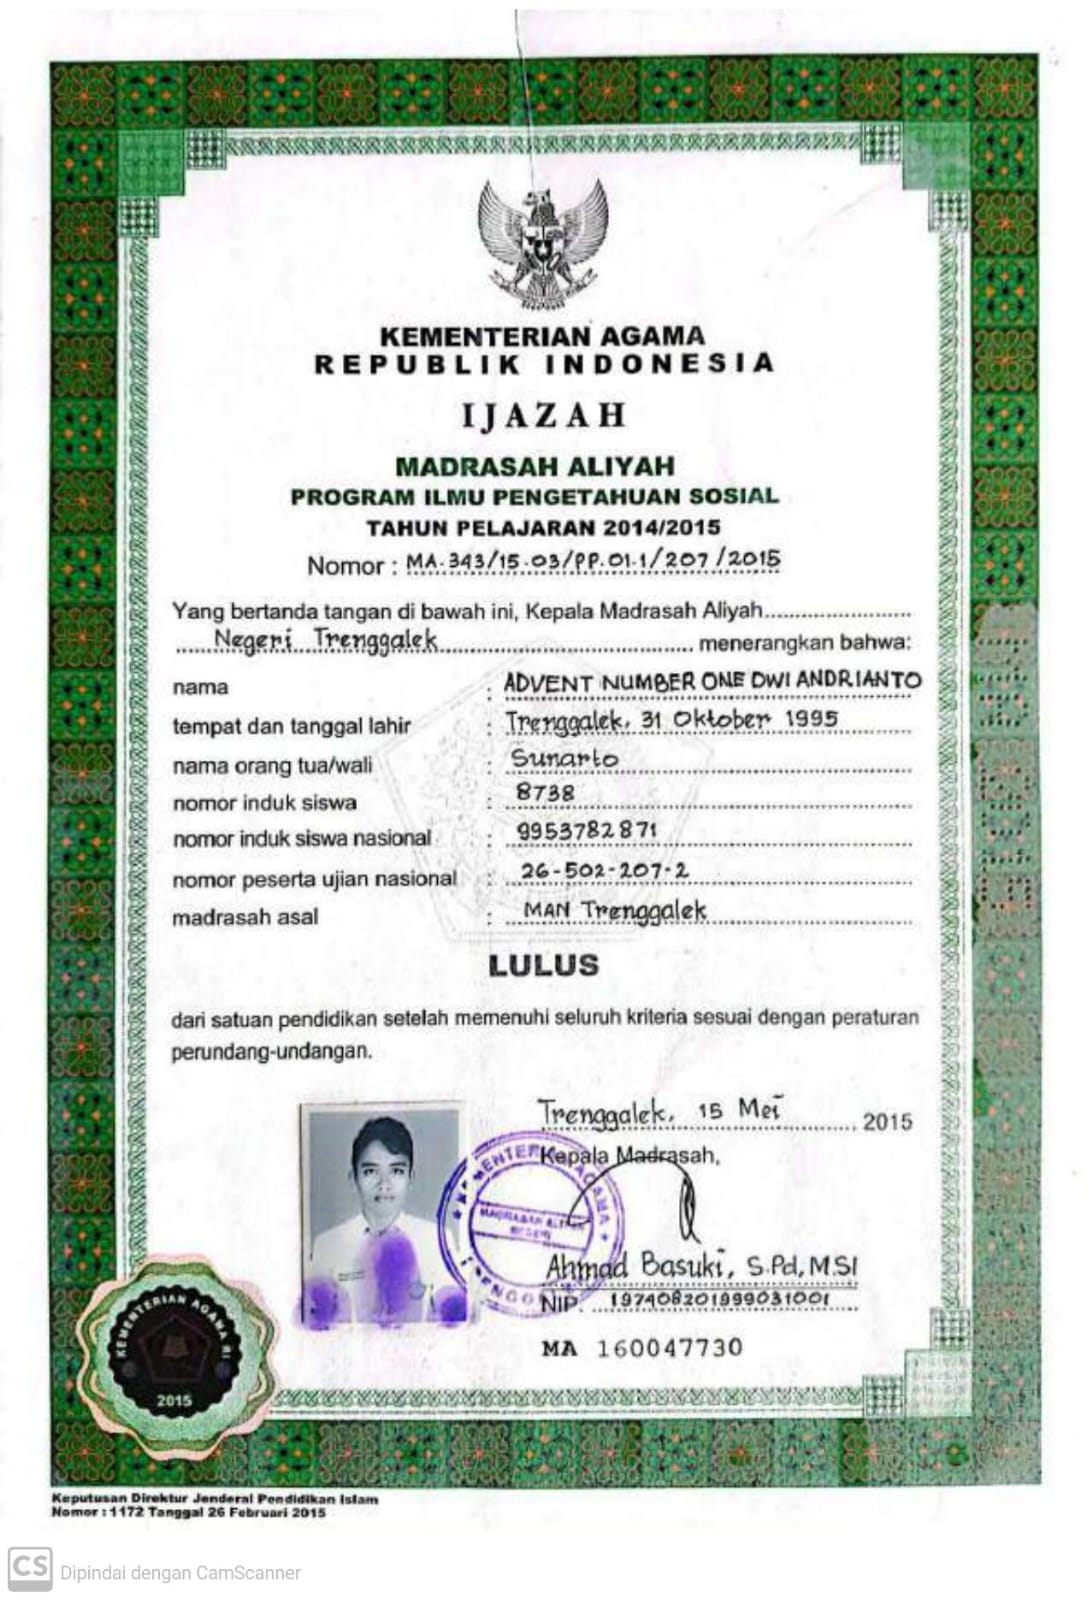 KEMENTERIAN AGAMA
REPUBLIK INDONESIA
IJAZAH
MADRASAH ALIYAH
PROGRAM ILMU PENGETAHUAN SOSIAL
TAHUN PELAJARAN 2014/2015
Nomor : MA.343/15.03/PP.01.1/207/2015
Yang bertanda tangan di bawah ini, Kepala Madrasah Aliyah
Negeri Trenggalek menerangkan bahwa:
nama : ADVENT NUMBER ONE DWI ANDRIANTO
tempat dan tanggal lahir : Trenggalek, 31 Oktober 1995
nama orang tua/wali : Sunarto
nomor induk siswa : 8738
nomor induk siswa nasional : 9953782871
nomor peserta ujian nasional : 26-502-207-2
madrasah asal : MAN Trenggalek
LULUS
dari satuan pendidikan setelah memenuhi seluruh kriteria sesuai dengan peraturan
perundang-undangan.
Trenggalek, 15 Mei 2015
Kepala Madrasah,
KEMENTERIAN AGAMA
MADRASAH ALIYAH
NEGERI
Ahmad Basuki, S.Pd, M.SI
NIP. 197408201999031001
MA 160047730
KEMENTERIAN AGAMA RI
2015
Keputusan Direktur Jenderal Pendidikan Islam
Nomor : 1172 Tanggal 26 Februari 2015
CS Dipindai dengan CamScanner